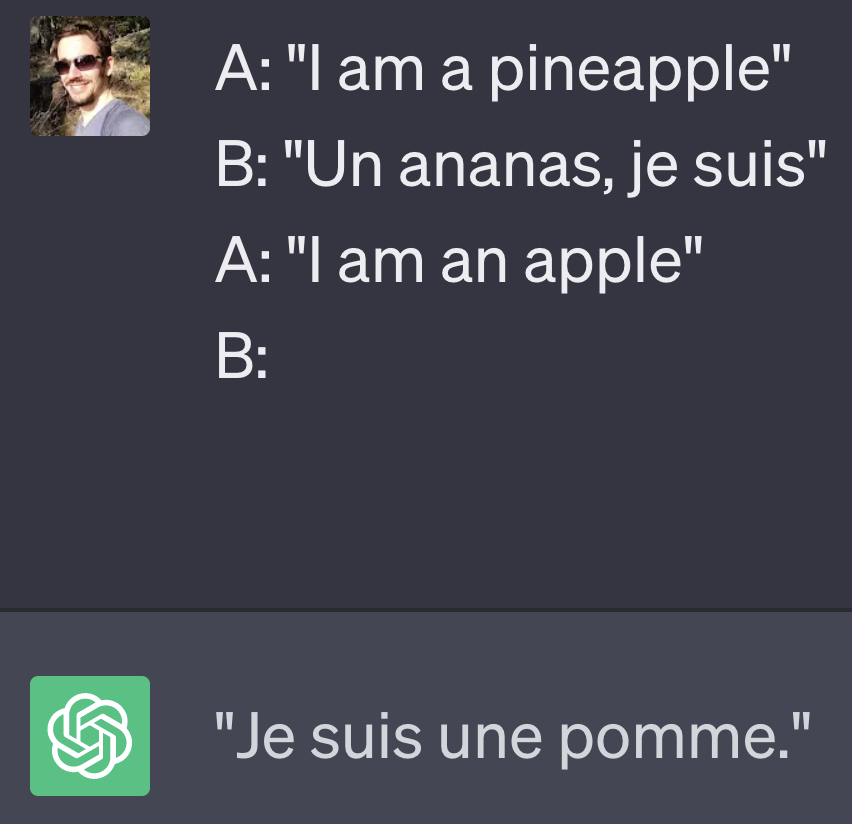 A: "I am a pineapple"
B: "Un ananas, je suis"
A: "I am an apple"
B:
"Je suis une pomme."